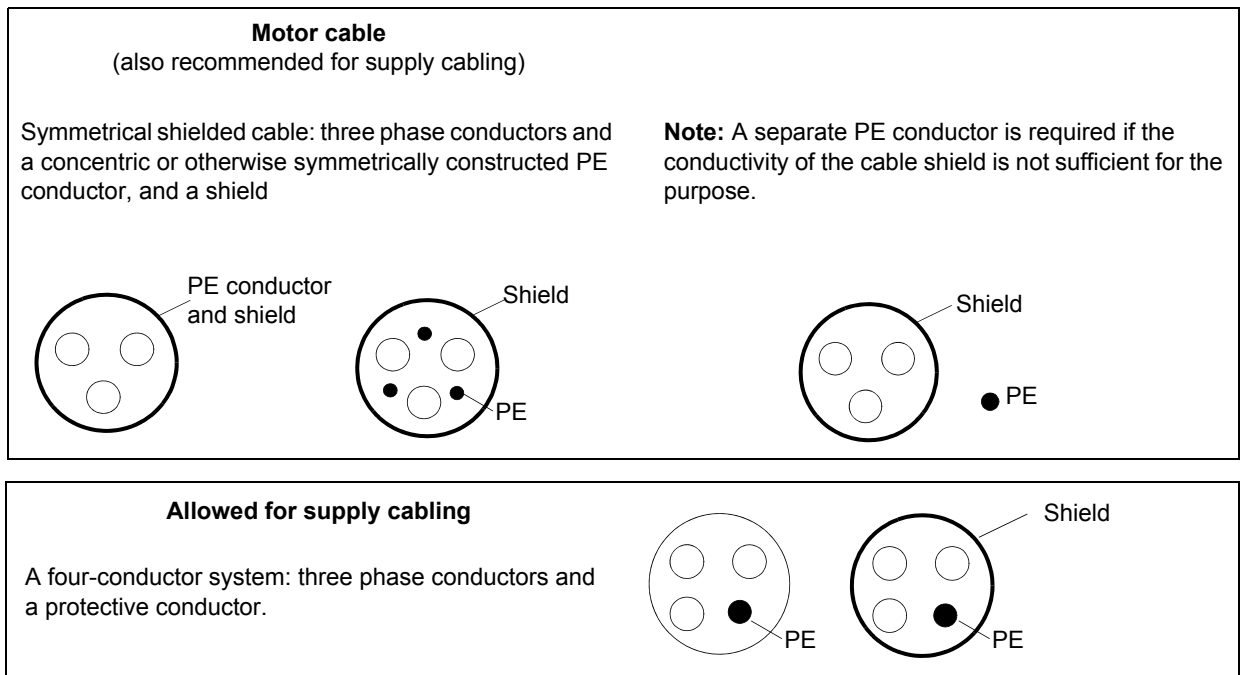 Motor cable
(also recommended for supply cabling)
Symmetrical shielded cable: three phase conductors and
a concentric or otherwise symmetrically constructed PE
conductor, and a shield
Note: A separate PE conductor is required if the
conductivity of the cable shield is not sufficient for the
purpose.
PE conductor
and shield
Shield
PE
Shield
PE
Allowed for supply cabling
A four-conductor system: three phase conductors and
a protective conductor.
PE
Shield
PE